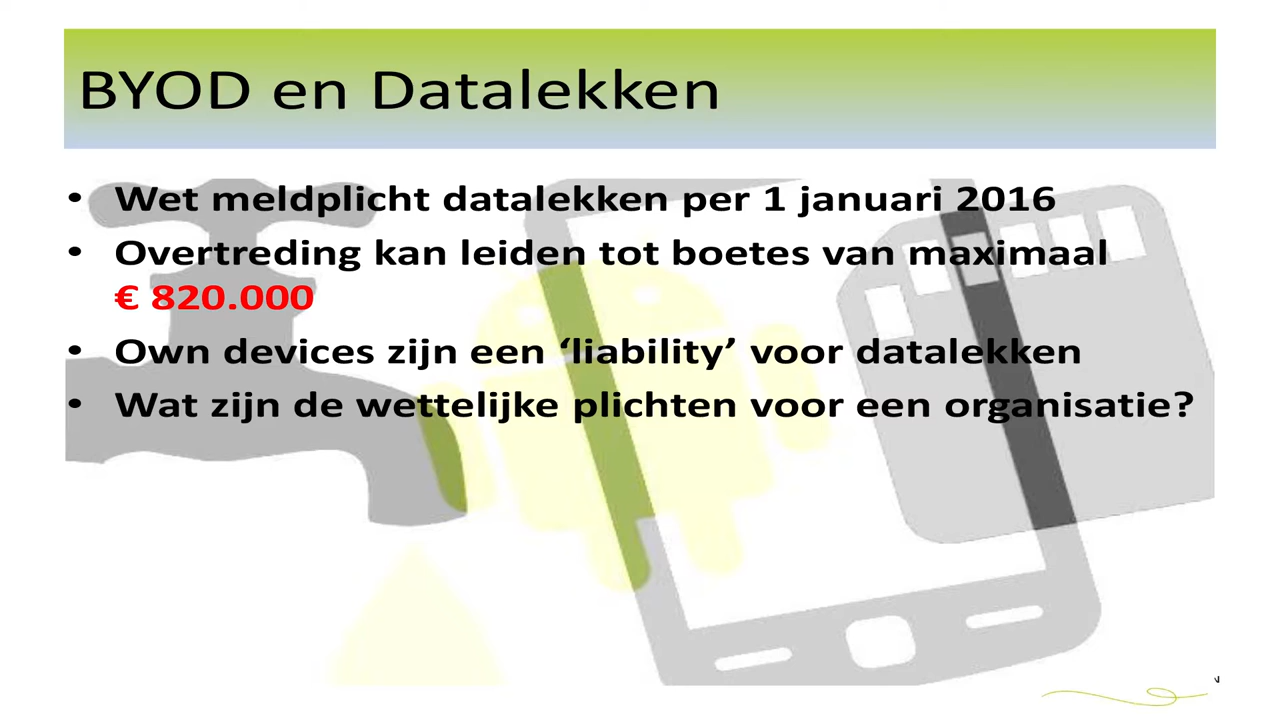 BYOD en Datalekken
• Wet meldplicht datalekken per 1 januari 2016
• Overtreding kan leiden tot boetes van maximaal
€ 820.000
• Own devices zijn een ‘liability’ voor datalekken
• Wat zijn de wettelijke plichten voor een organisatie?